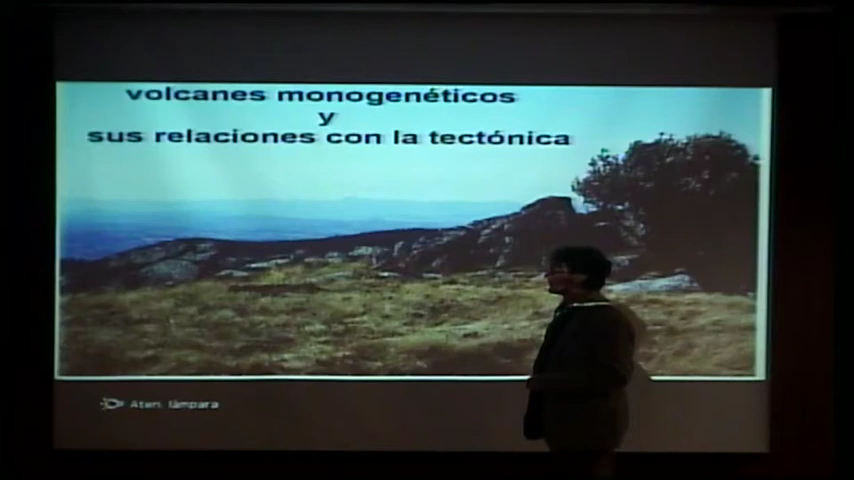 volcanes monogenéticos
y
sus relaciones con la tectónica
Aten. lámpara